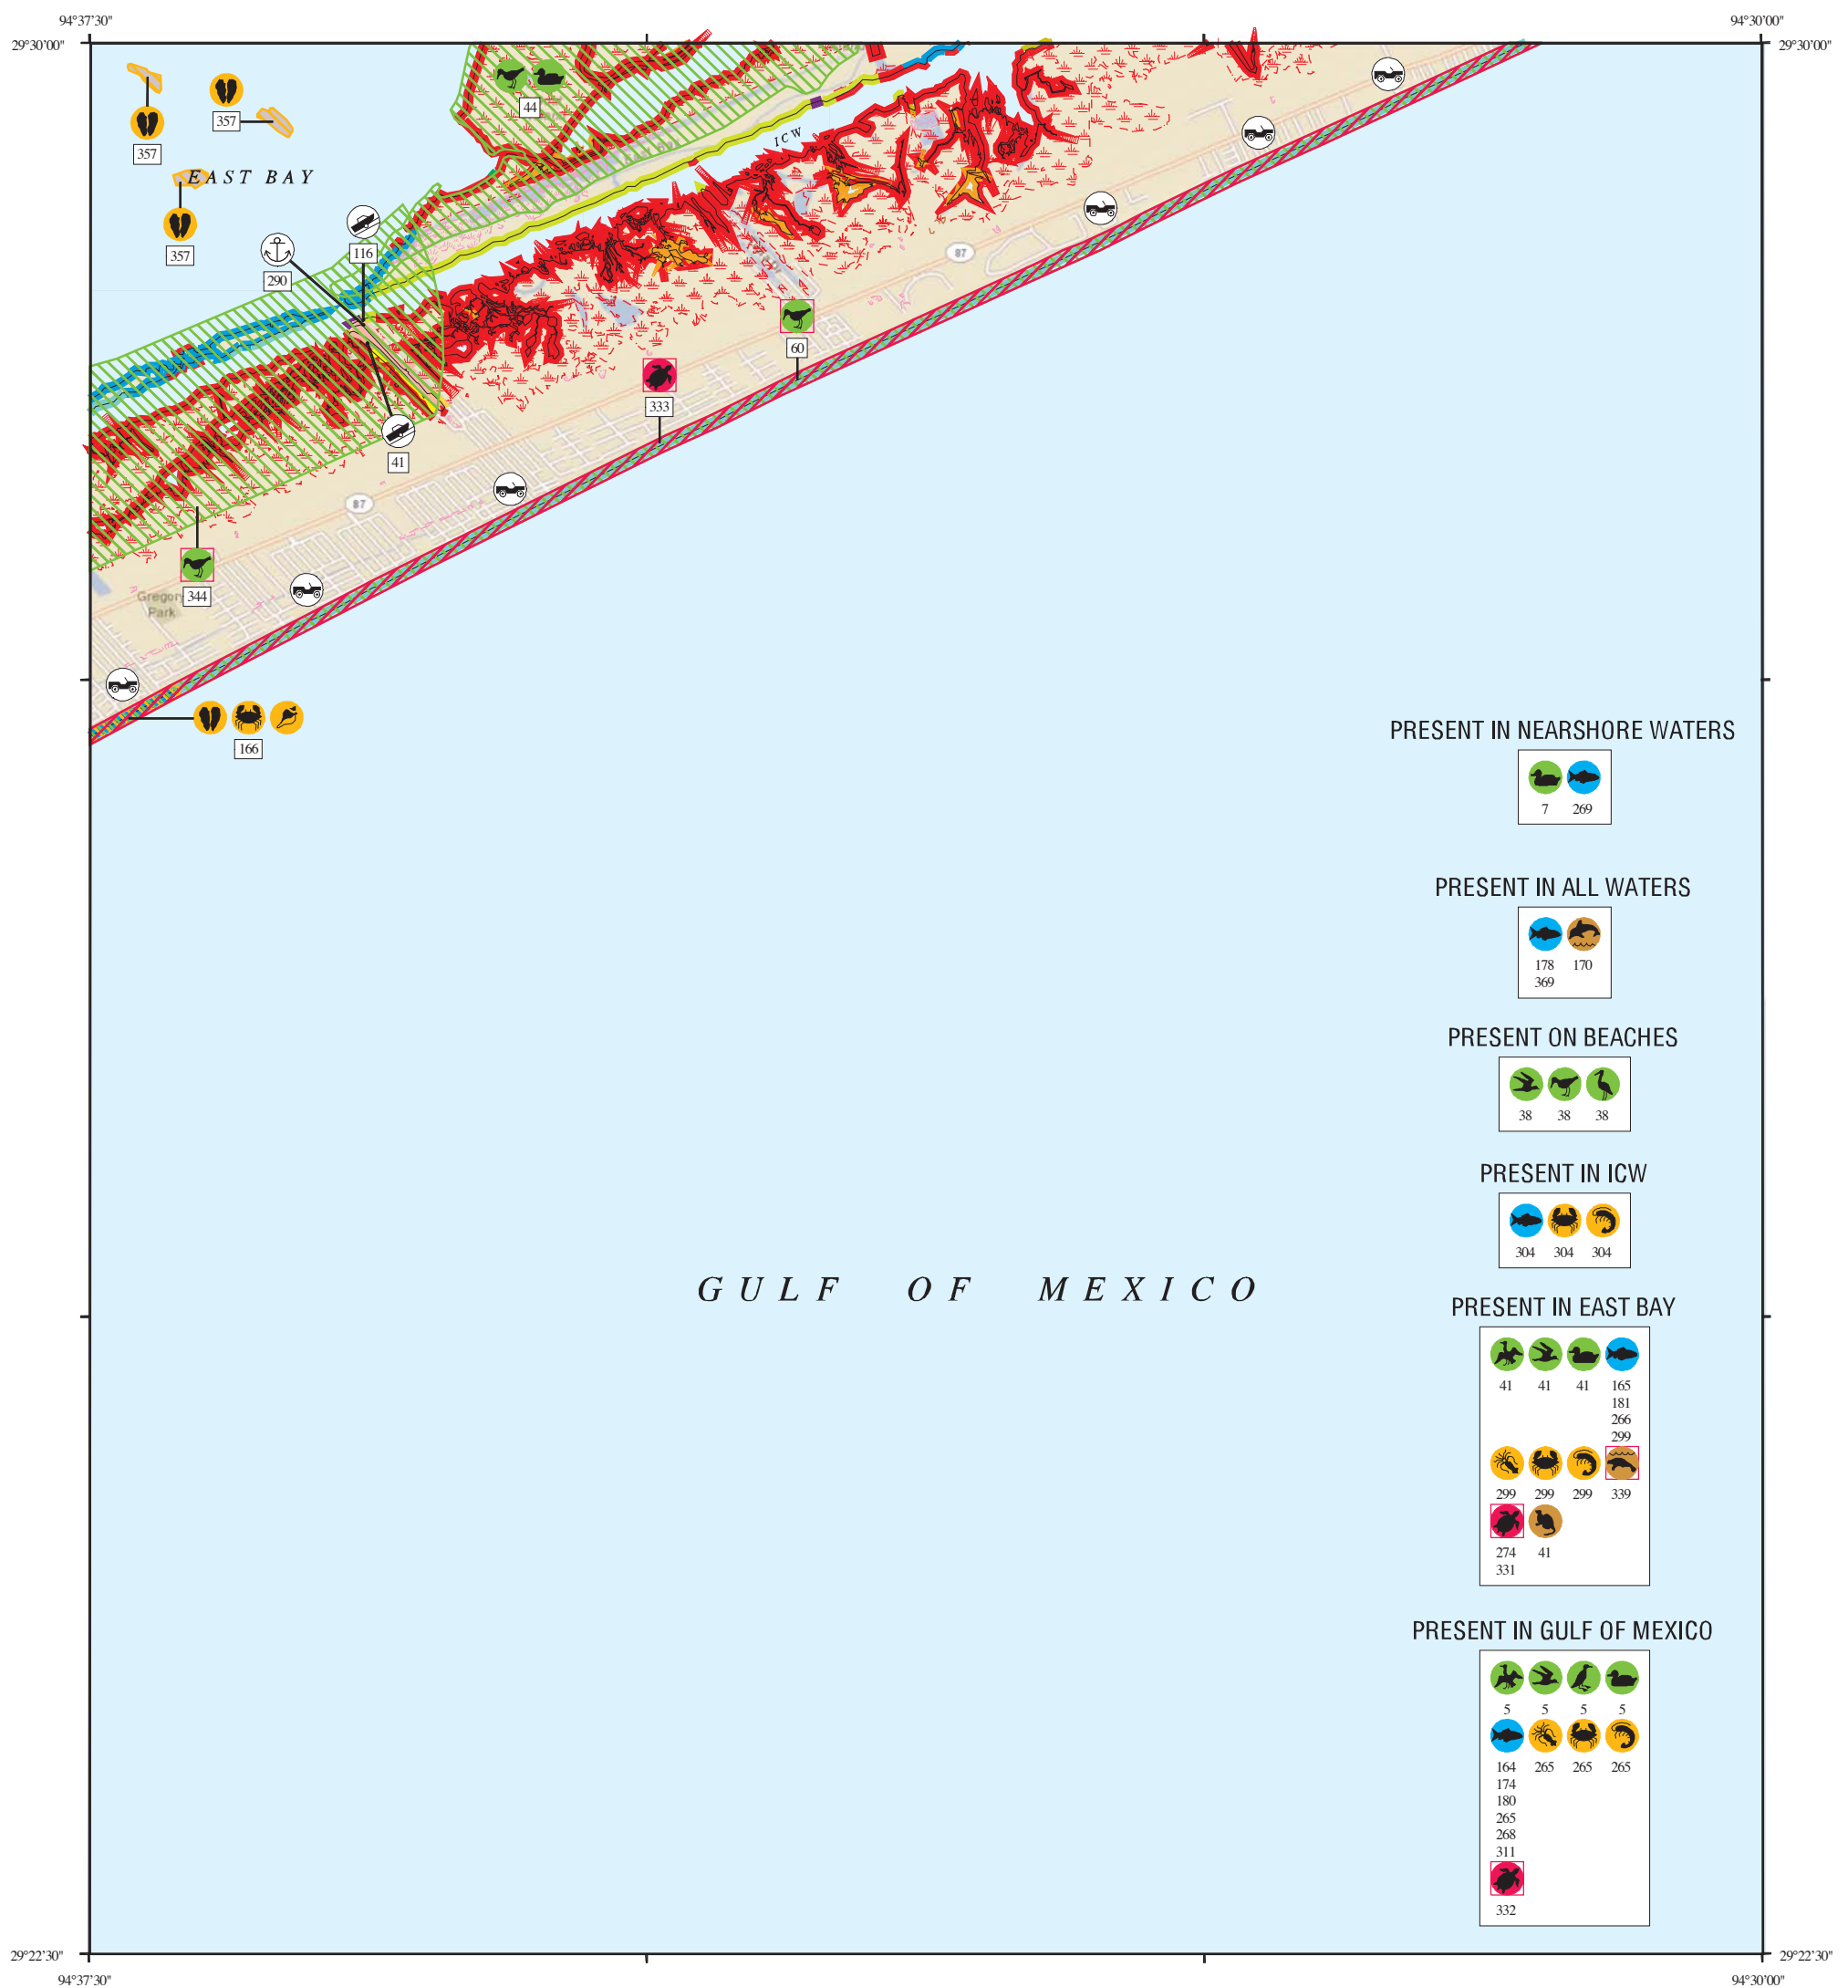 94°37'30" 94°30'00"
29°30'00" 29°30'00"
44
357
357
ICW
EAST BAY
116
357
290
87
60
333
41
87
344
Gregory
Park
166
PRESENT IN NEARSHORE WATERS
7 269
PRESENT IN ALL WATERS
178 170
369
PRESENT ON BEACHES
38 38 38
PRESENT IN ICW
304 304 304
GULF OF MEXICO
PRESENT IN EAST BAY
41 41 41 165
181
266
299
299 299 299 339
274 41
331
PRESENT IN GULF OF MEXICO
5 5 5 5
164 265 265 265
174
180
265
268
311
332
29°22'30" 29°22'30"
94°37'30" 94°30'00"